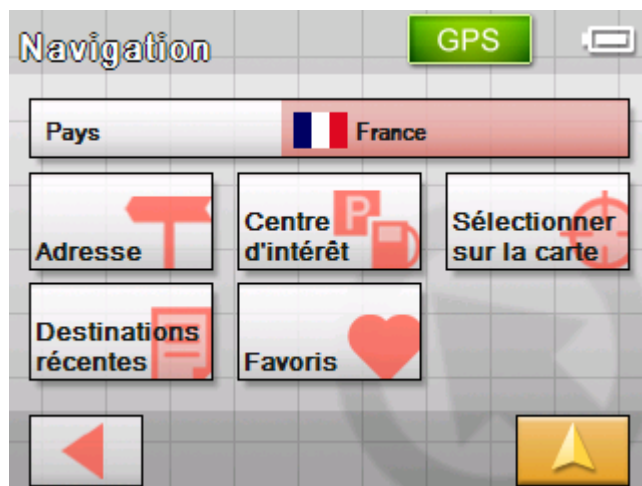 Navigation
GPS
Pays
France
Adresse
Centre
d'intérêt
Sélectionner
sur la carte
Destinations
récentes
Favoris